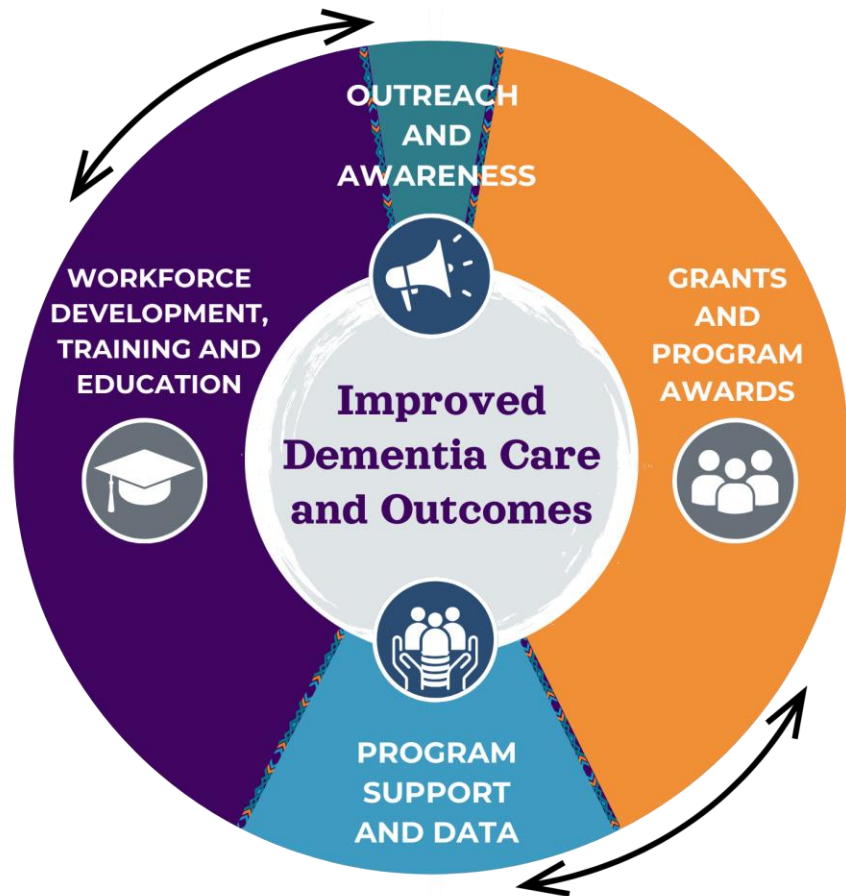 OUTREACH
AND
AWARENESS
WORKFORCE
DEVELOPMENT,
TRAINING AND
EDUCATION
GRANTS
AND
PROGRAM
AWARDS
Improved
Dementia Care
and Outcomes
PROGRAM
SUPPORT
AND DATA